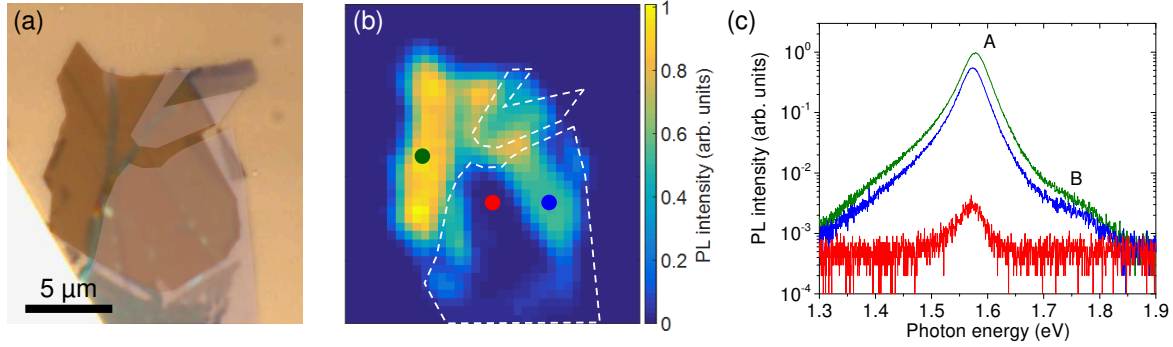 (a)
5 μm
(b)
1
0.8
0.6
0.4
0.2
0
PL intensity (arb. units)
(c)
A
B
10⁰
10⁻¹
10⁻²
10⁻³
10⁻⁴
PL intensity (arb. units)
1.3 1.4 1.5 1.6 1.7 1.8 1.9
Photon energy (eV)